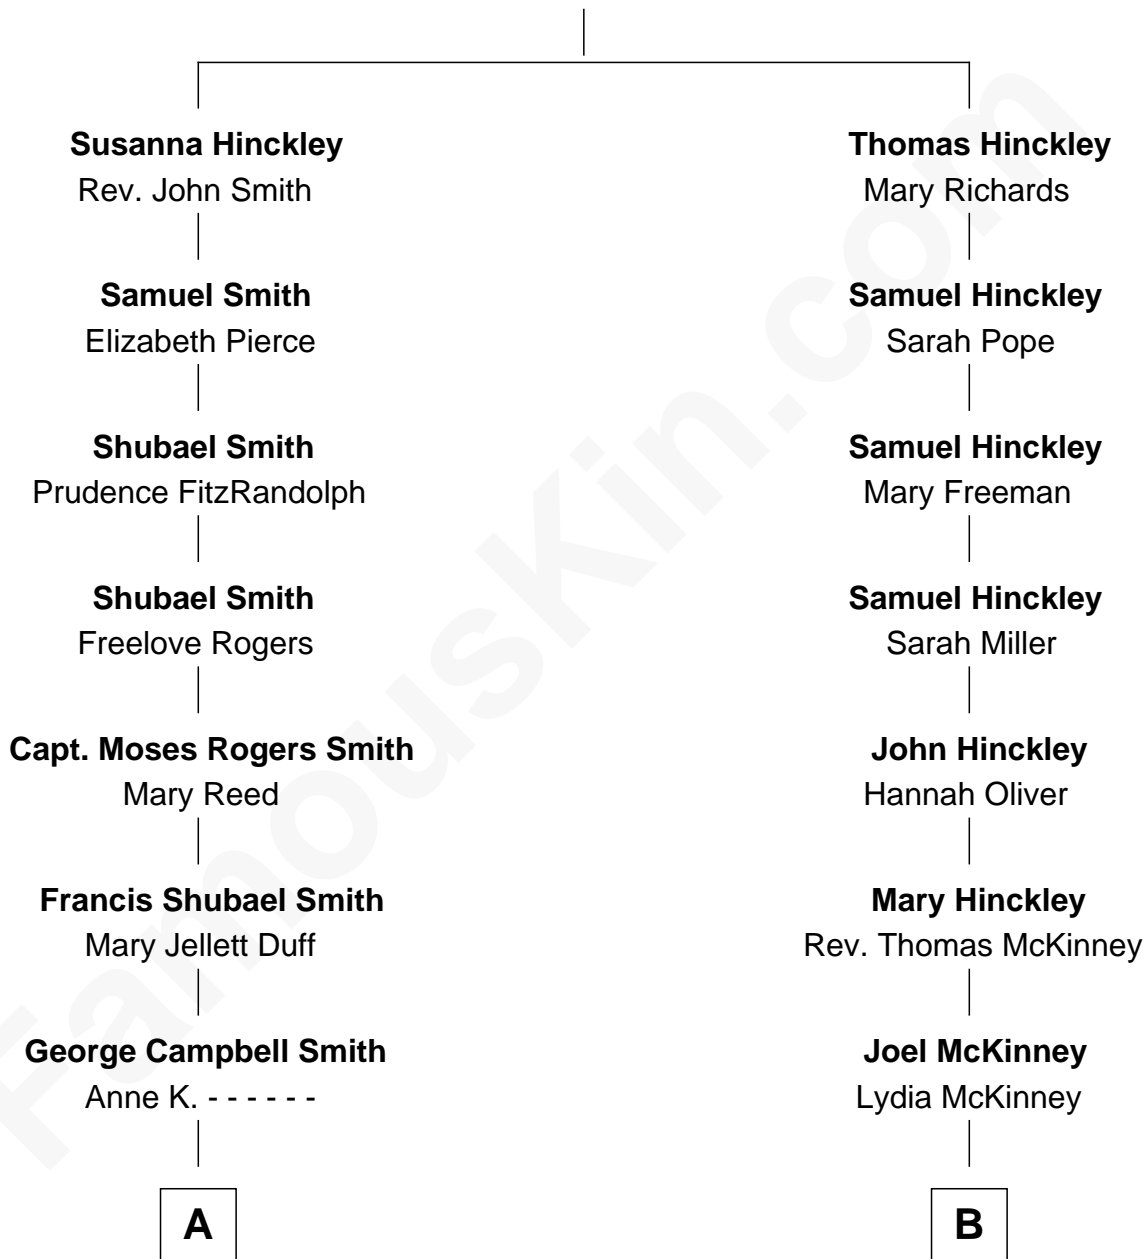 Susanna Hinckley
Rev. John Smith
Samuel Smith
Elizabeth Pierce
Shubael Smith
Prudence FitzRandolph
Shubael Smith
Freelove Rogers
Capt. Moses Rogers Smith
Mary Reed
Francis Shubael Smith
Mary Jellett Duff
George Campbell Smith
Anne K. - - - - - -
A
Thomas Hinckley
Mary Richards
Samuel Hinckley
Sarah Pope
Samuel Hinckley
Mary Freeman
Samuel Hinckley
Sarah Miller
John Hinckley
Hannah Oliver
Mary Hinckley
Rev. Thomas McKinney
Joel McKinney
Lydia McKinney
B
FamousKin.com